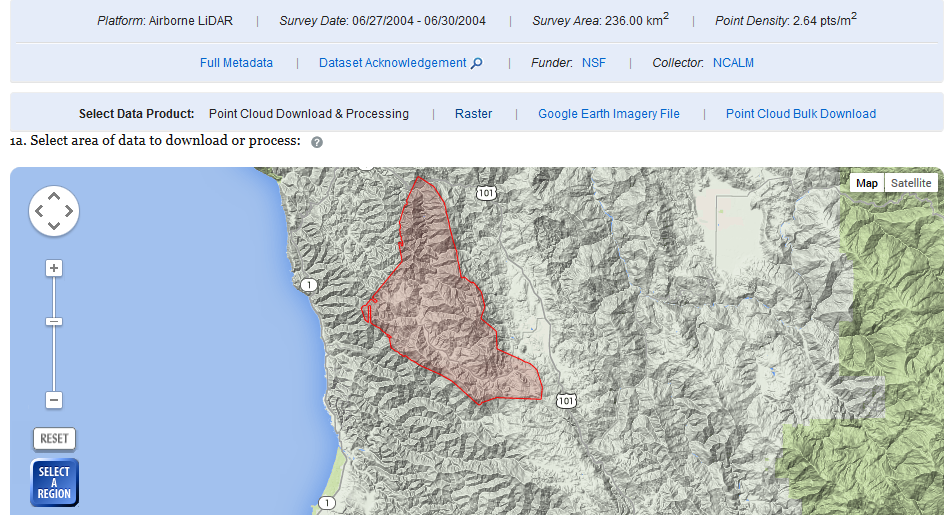 Platform: Airborne LiDAR | Survey Date: 06/27/2004 - 06/30/2004 | Survey Area: 236.00 km2 | Point Density: 2.64 pts/m2
Full Metadata | Dataset Acknowledgement | Funder: NSF | Collector: NCALM
Select Data Product: Point Cloud Download & Processing | Raster | Google Earth Imagery File | Point Cloud Bulk Download
1a. Select area of data to download or process: ?
Map Satellite
101
1
101
RESET
SELECT
A
REGION
1